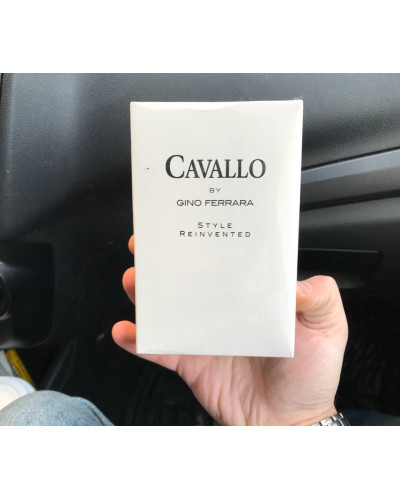 CAVALLO
BY
GINO FERRARA
STYLE
REINVENTED